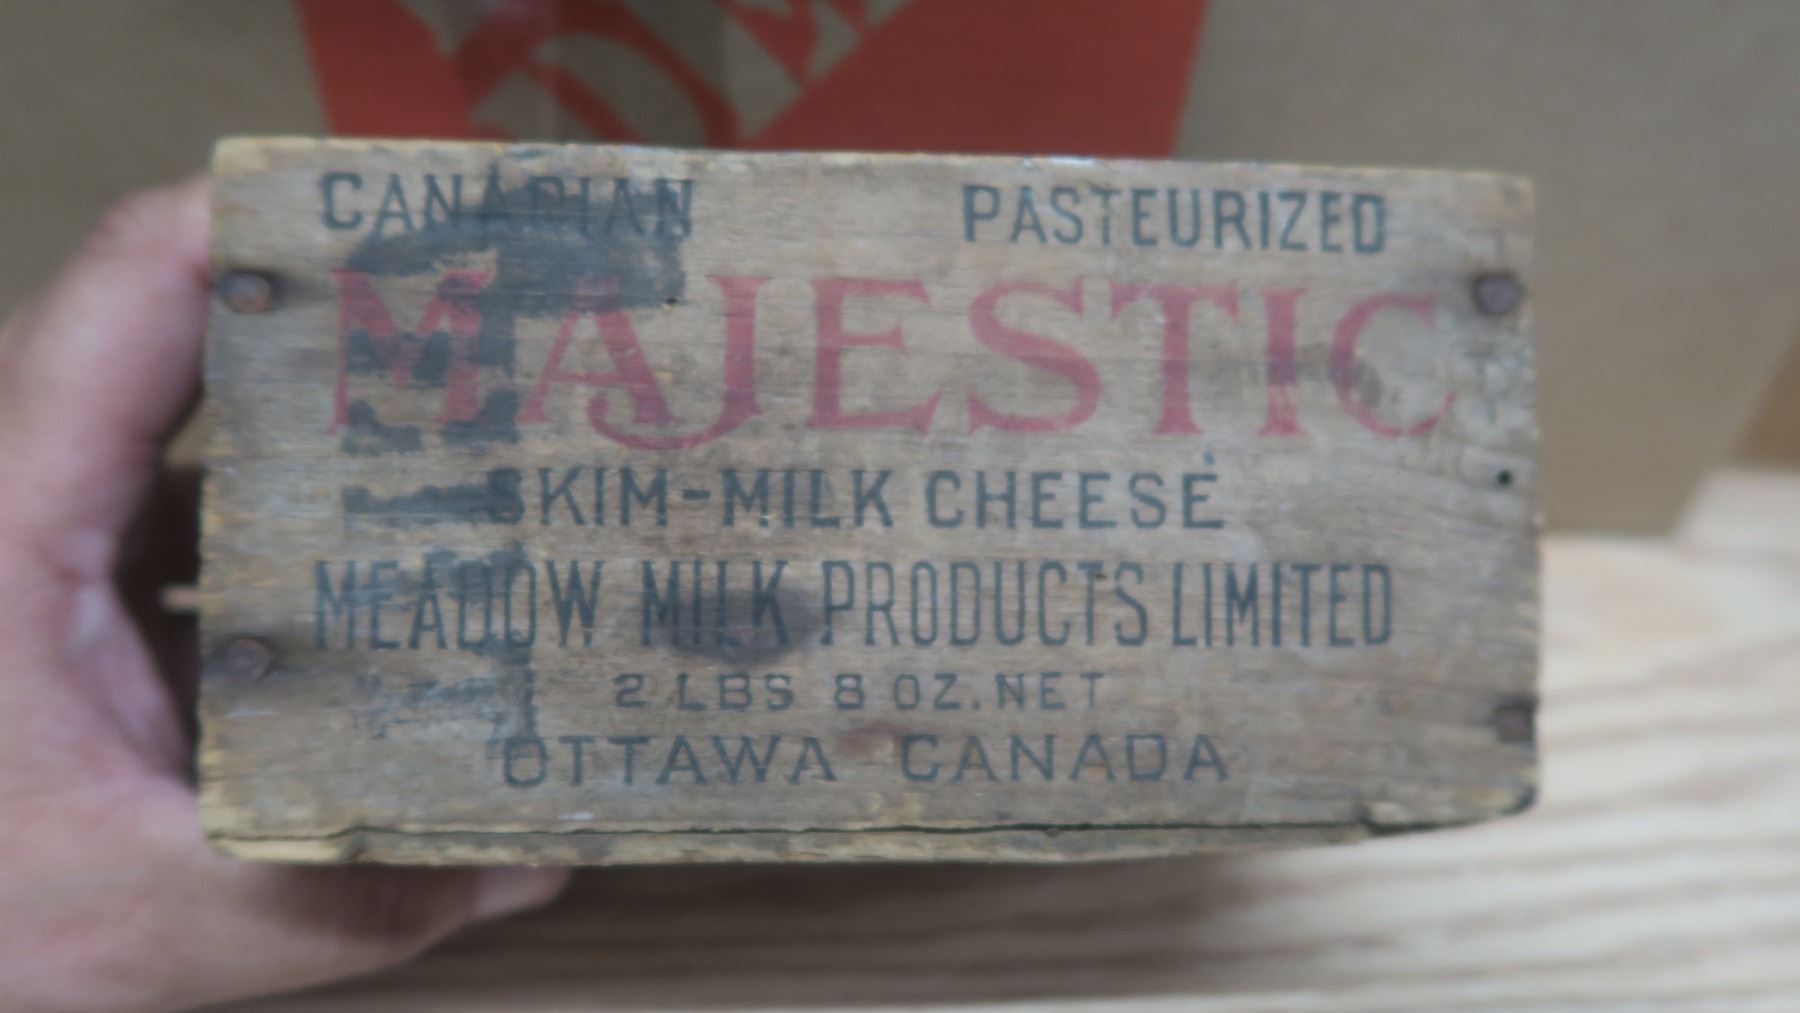 CANADIAN PASTEURIZED
MAJESTIC
SKIM-MILK CHEESE
MEADOW MILK PRODUCTS LIMITED
2 LBS 8 OZ. NET
OTTAWA CANADA